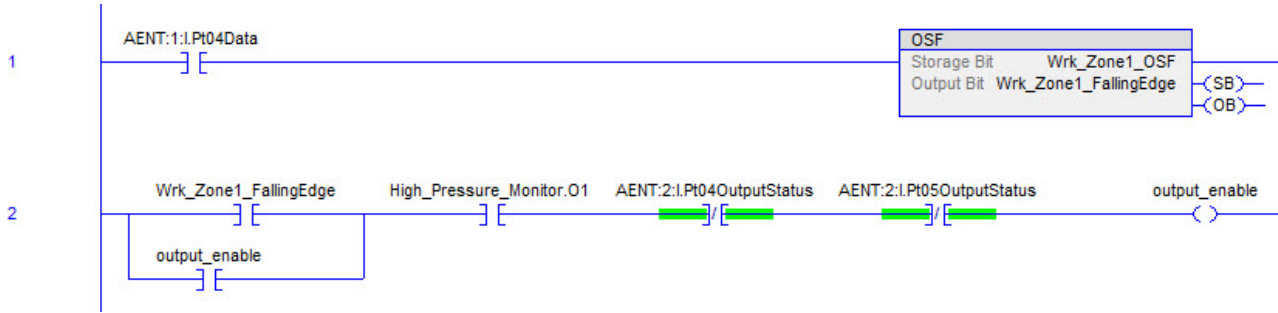 AENT:1:I.Pt04Data
1
OSF
Storage Bit Wrk_Zone1_OSF
Output Bit Wrk_Zone1_FallingEdge
SB
OB
Wrk_Zone1_FallingEdge High_Pressure_Monitor.O1 AENT:2:I.Pt04OutputStatus AENT:2:I.Pt05OutputStatus output_enable
2
output_enable